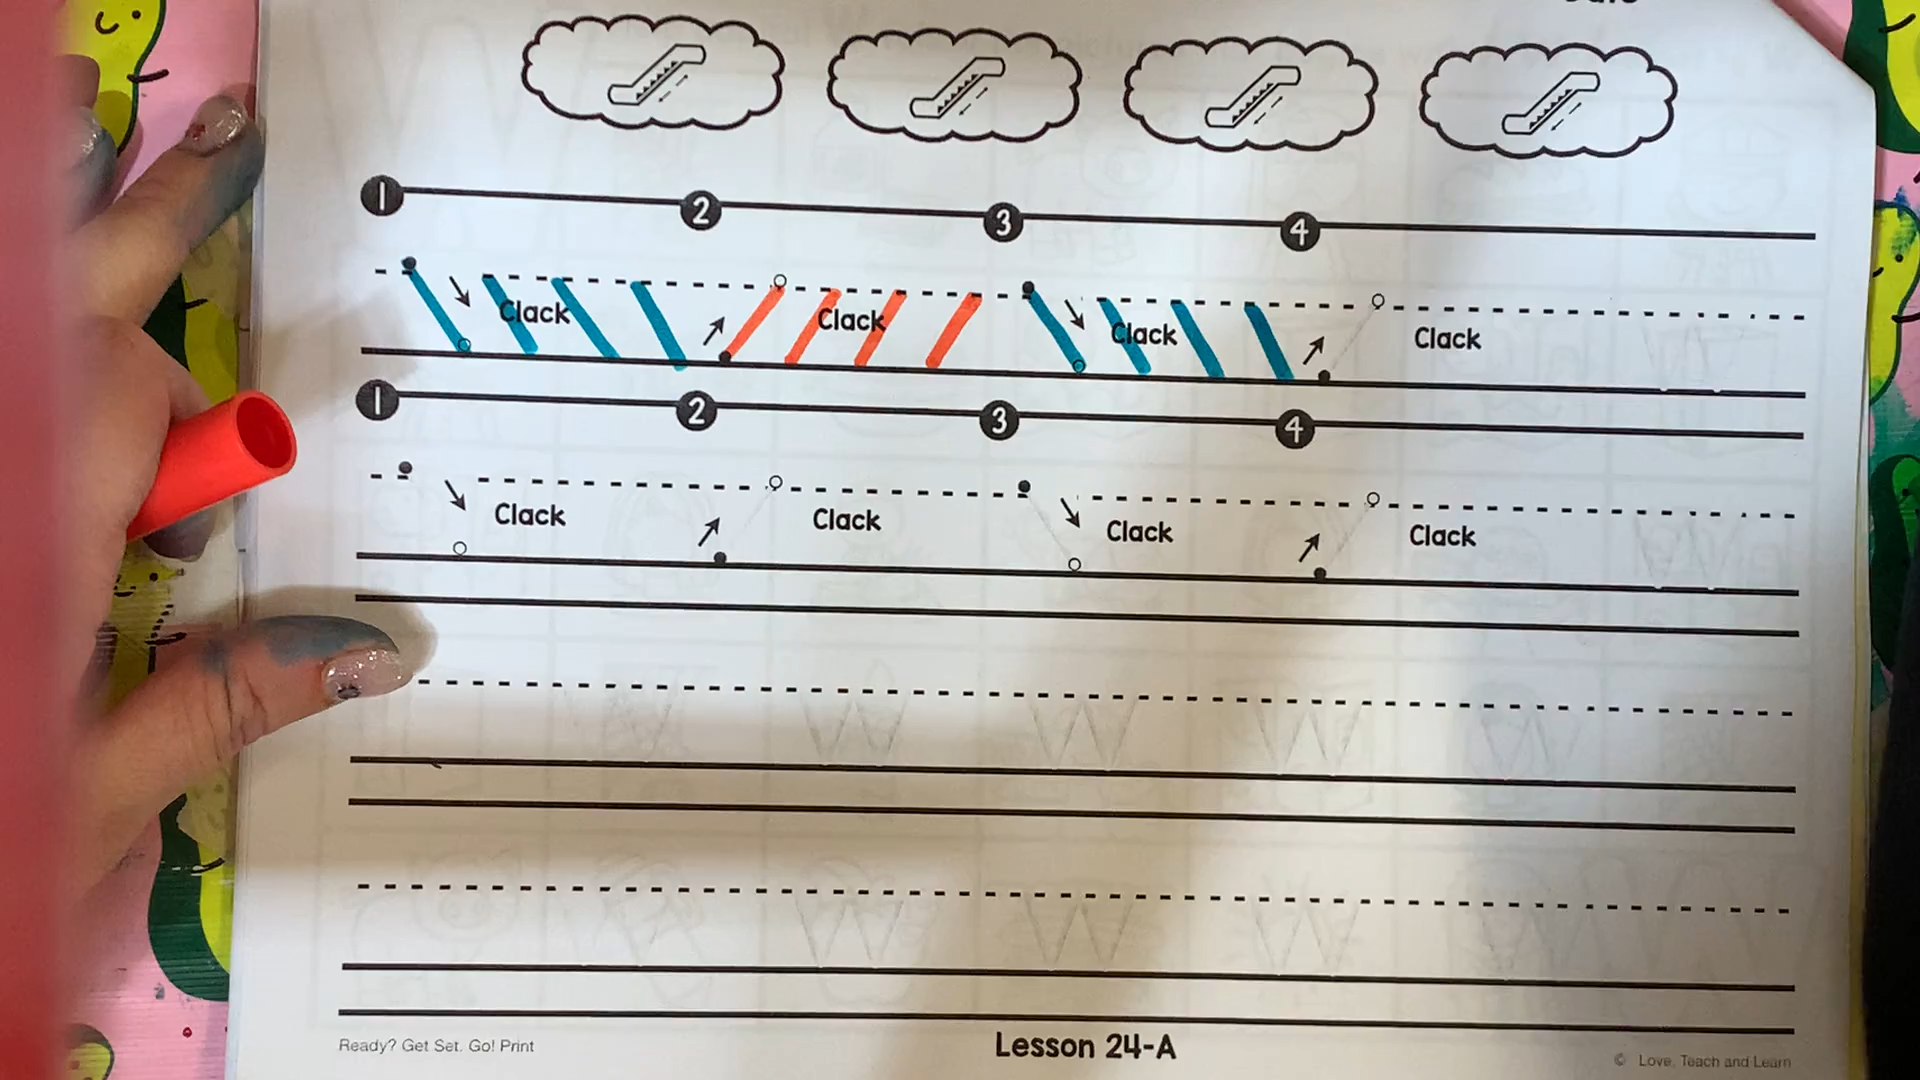 1 2 3 4
Clack Clack Clack Clack
1 2 3 4
Clack Clack Clack Clack
Ready? Get Set. Go! Print
Lesson 24-A
© Love, Teach and Learn